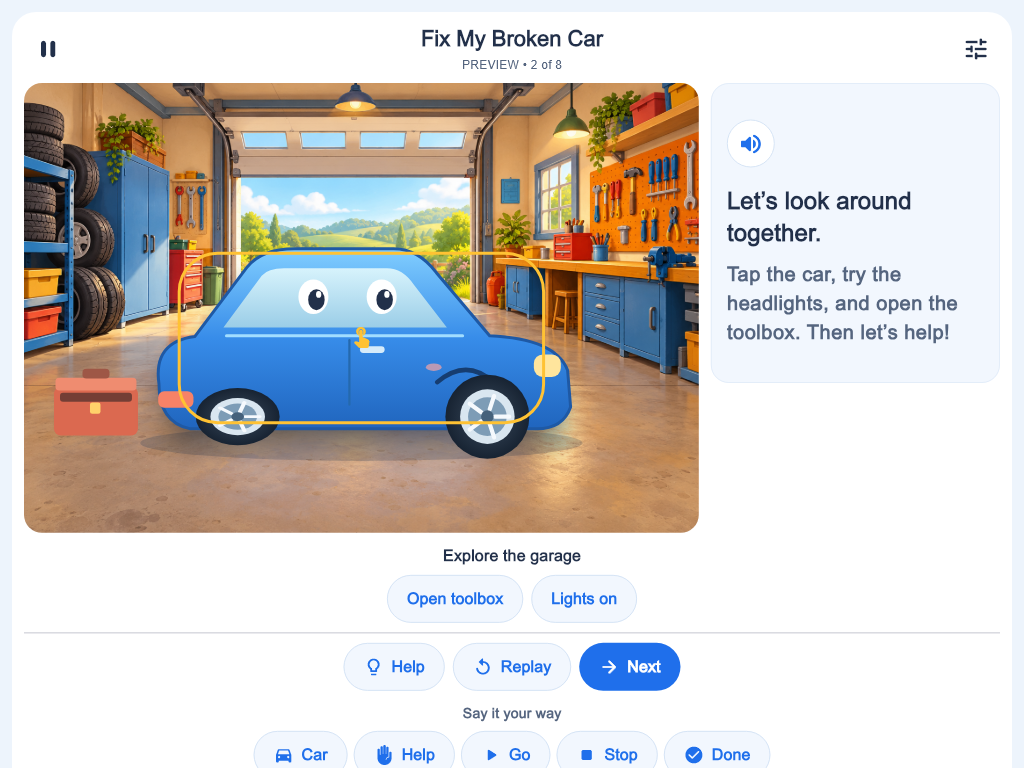 Fix My Broken Car
PREVIEW • 2 of 8
Let’s look around
together.
Tap the car, try the
headlights, and open the
toolbox. Then let’s help!
Explore the garage
Open toolbox
Lights on
Help
Replay
Next
Say it your way
Car
Help
Go
Stop
Done